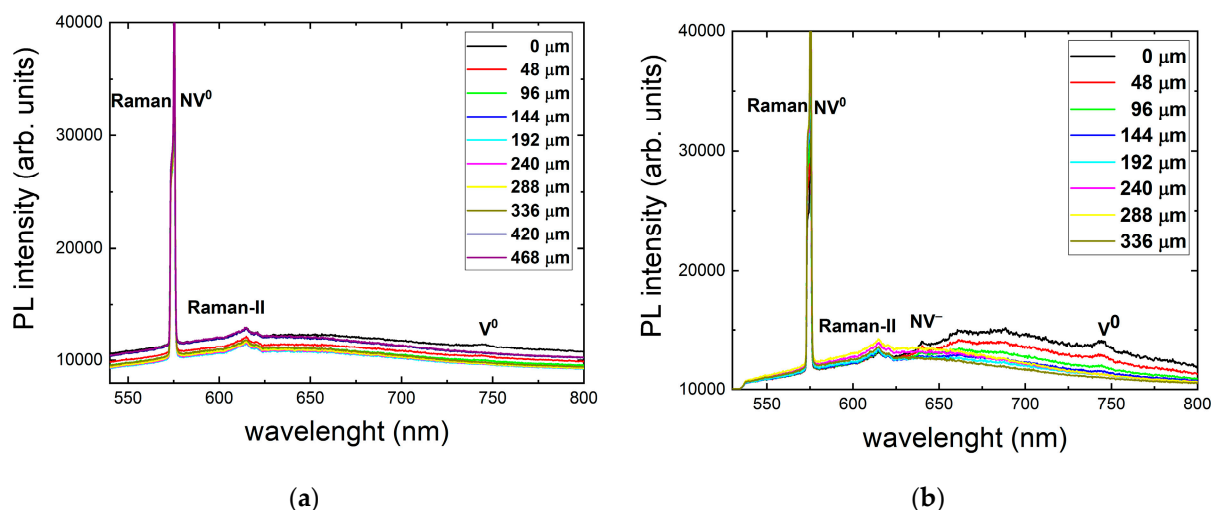 40000
30000
20000
10000
PL intensity (arb. units)
Raman NV⁰
Raman-II
V⁰
0 μm
48 μm
96 μm
144 μm
192 μm
240 μm
288 μm
336 μm
420 μm
468 μm
550 600 650 700 750 800
wavelenght (nm)
(a)
40000
30000
20000
10000
PL intensity (arb. units)
Raman NV⁰
Raman-II
NV⁻
V⁰
0 μm
48 μm
96 μm
144 μm
192 μm
240 μm
288 μm
336 μm
550 600 650 700 750 800
wavelenght (nm)
(b)